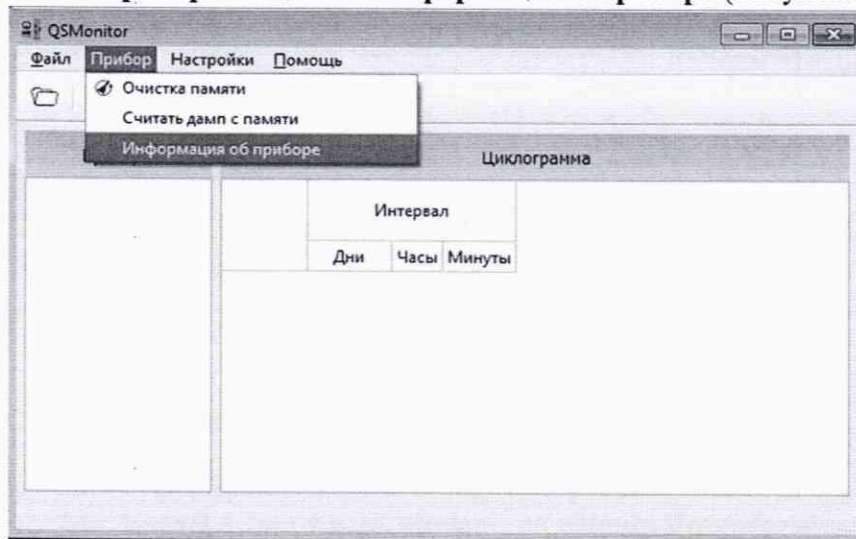 QSMonitor
Файл Прибор Настройки Помощь
Очистка памяти
Считать дамп с памяти
Информация об приборе
Циклограмма
Интервал
Дни Часы Минуты